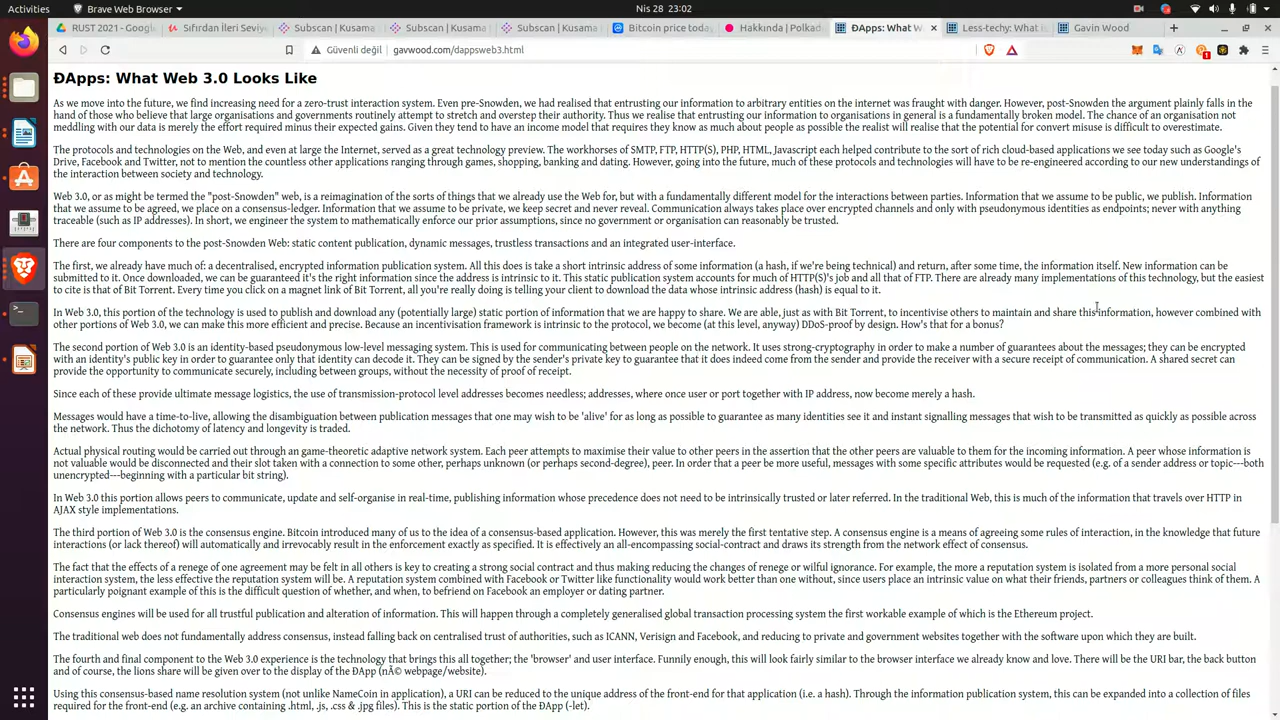 Activities
Brave Web Browser
Nis 28 23:02
RUST 2021 - Google
Sıfırdan İleri Seviye
Subscan | Kusama
Subscan | Kusama
Subscan | Kusama
Bitcoin price today
Hakkında | Polkad
ÐApps: What W
Less-techy: What is
Gavin Wood
Güvenli değil
gavwood.com/dappsweb3.html
ÐApps: What Web 3.0 Looks Like
As we move into the future, we find increasing need for a zero-trust interaction system. Even pre-Snowden, we had realised that entrusting our information to arbitrary entities on the internet was fraught with danger. However, post-Snowden the argument plainly falls in the
hand of those who believe that large organisations and governments routinely attempt to stretch and overstep their authority. Thus we realise that entrusting our information to organisations in general is a fundamentally broken model. The chance of an organisation not
meddling with our data is merely the effort required minus their expected gains. Given they tend to have an income model that requires they know as much about people as possible the realist will realise that the potential for convert misuse is difficult to overestimate.
The protocols and technologies on the Web, and even at large the Internet, served as a great technology preview. The workhorses of SMTP, FTP, HTTP(S), PHP, HTML, Javascript each helped contribute to the sort of rich cloud-based applications we see today such as Google's
Drive, Facebook and Twitter, not to mention the countless other applications ranging through games, shopping, banking and dating. However, going into the future, much of these protocols and technologies will have to be re-engineered according to our new understandings of
the interaction between society and technology.
Web 3.0, or as might be termed the "post-Snowden" web, is a reimagination of the sorts of things that we already use the Web for, but with a fundamentally different model for the interactions between parties. Information that we assume to be public, we publish. Information
that we assume to be agreed, we place on a consensus-ledger. Information that we assume to be private, we keep secret and never reveal. Communication always takes place over encrypted channels and only with pseudonymous identities as endpoints; never with anything
traceable (such as IP addresses). In short, we engineer the system to mathematically enforce our prior assumptions, since no government or organisation can reasonably be trusted.
There are four components to the post-Snowden Web: static content publication, dynamic messages, trustless transactions and an integrated user-interface.
The first, we already have much of: a decentralised, encrypted information publication system. All this does is take a short intrinsic address of some information (a hash, if we're being technical) and return, after some time, the information itself. New information can be
submitted to it. Once downloaded, we can be guaranteed it's the right information since the address is intrinsic to it. This static publication system accounts for much of HTTP(S)'s job and all that of FTP. There are already many implementations of this technology, but the easiest
to cite is that of Bit Torrent. Every time you click on a magnet link of Bit Torrent, all you're really doing is telling your client to download the data whose intrinsic address (hash) is equal to it.
In Web 3.0, this portion of the technology is used to publish and download any (potentially large) static portion of information that we are happy to share. We are able, just as with Bit Torrent, to incentivise others to maintain and share this information, however combined with
other portions of Web 3.0, we can make this more efficient and precise. Because an incentivisation framework is intrinsic to the protocol, we become (at this level, anyway) DDoS-proof by design. How's that for a bonus?
The second portion of Web 3.0 is an identity-based pseudonymous low-level messaging system. This is used for communicating between people on the network. It uses strong-cryptography in order to make a number of guarantees about the messages; they can be encrypted
with an identity's public key in order to guarantee only that identity can decode it. They can be signed by the sender's private key to guarantee that it does indeed come from the sender and provide the receiver with a secure receipt of communication. A shared secret can
provide the opportunity to communicate securely, including between groups, without the necessity of proof of receipt.
Since each of these provide ultimate message logistics, the use of transmission-protocol level addresses becomes needless; addresses, where once user or port together with IP address, now become merely a hash.
Messages would have a time-to-live, allowing the disambiguation between publication messages that one may wish to be 'alive' for as long as possible to guarantee as many identities see it and instant signalling messages that wish to be transmitted as quickly as possible across
the network. Thus the dichotomy of latency and longevity is traded.
Actual physical routing would be carried out through an game-theoretic adaptive network system. Each peer attempts to maximise their value to other peers in the assertion that the other peers are valuable to them for the incoming information. A peer whose information is
not valuable would be disconnected and their slot taken with a connection to some other, perhaps unknown (or perhaps second-degree), peer. In order that a peer be more useful, messages with some specific attributes would be requested (e.g. of a sender address or topic---both
unencrypted---beginning with a particular bit string).
In Web 3.0 this portion allows peers to communicate, update and self-organise in real-time, publishing information whose precedence does not need to be intrinsically trusted or later referred. In the traditional Web, this is much of the information that travels over HTTP in
AJAX style implementations.
The third portion of Web 3.0 is the consensus engine. Bitcoin introduced many of us to the idea of a consensus-based application. However, this was merely the first tentative step. A consensus engine is a means of agreeing some rules of interaction, in the knowledge that future
interactions (or lack thereof) will automatically and irrevocably result in the enforcement exactly as specified. It is effectively an all-encompassing social-contract and draws its strength from the network effect of consensus.
The fact that the effects of a renege of one agreement may be felt in all others is key to creating a strong social contract and thus making reducing the changes of renege or wilful ignorance. For example, the more a reputation system is isolated from a more personal social
interaction system, the less effective the reputation system will be. A reputation system combined with Facebook or Twitter like functionality would work better than one without, since users place an intrinsic value on what their friends, partners or colleagues think of them. A
particularly poignant example of this is the difficult question of whether, and when, to befriend on Facebook an employer or dating partner.
Consensus engines will be used for all trustful publication and alteration of information. This will happen through a completely generalised global transaction processing system the first workable example of which is the Ethereum project.
The traditional web does not fundamentally address consensus, instead falling back on centralised trust of authorities, such as ICANN, Verisign and Facebook, and reducing to private and government websites together with the software upon which they are built.
The fourth and final component to the Web 3.0 experience is the technology that brings this all together; the 'browser' and user interface. Funnily enough, this will look fairly similar to the browser interface we already know and love. There will be the URI bar, the back button
and of course, the lions share will be given over to the display of the ÐApp (nÃ© webpage/website).
Using this consensus-based name resolution system (not unlike NameCoin in application), a URI can be reduced to the unique address of the front-end for that application (i.e. a hash). Through the information publication system, this can be expanded into a collection of files
required for the front-end (e.g. an archive containing .html, .js, .css & .jpg files). This is the static portion of the ÐApp (-let).